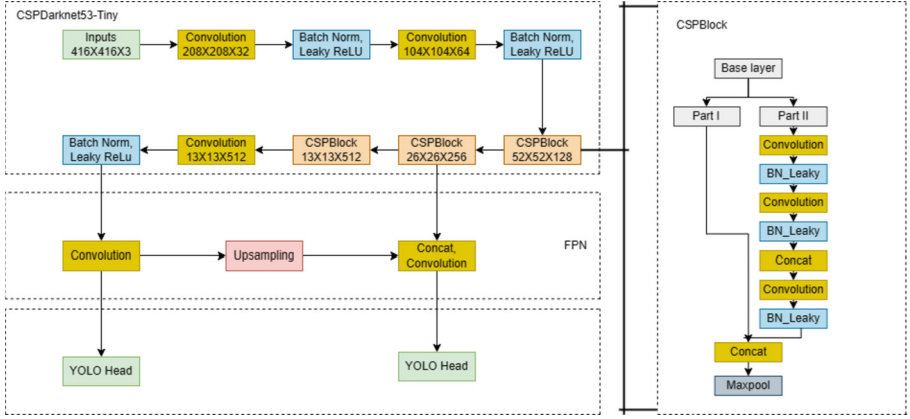 CSPDarknet53-Tiny
Inputs
416X416X3
Convolution
208X208X32
Batch Norm,
Leaky ReLU
Convolution
104X104X64
Batch Norm,
Leaky ReLU
Batch Norm,
Leaky ReLu
Convolution
13X13X512
CSPBlock
13X13X512
CSPBlock
26X26X256
CSPBlock
52X52X128
Convolution
Upsampling
Concat,
Convolution
FPN
YOLO Head
YOLO Head
CSPBlock
Base layer
Part I
Part II
Convolution
BN_Leaky
Convolution
BN_Leaky
Concat
Convolution
BN_Leaky
Concat
Maxpool